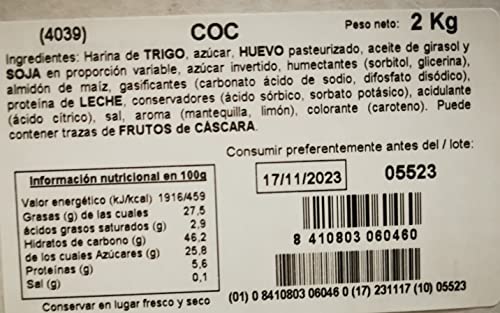 (4039) COC Peso neto: 2 Kg
Ingredientes: Harina de TRIGO, azúcar, HUEVO pasteurizado, aceite de girasol y
SOJA en proporción variable, azúcar invertido, humectantes (sorbitol, glicerina),
almidón de maíz, gasificantes (carbonato ácido de sodio, difosfato disódico),
proteína de LECHE, conservadores (ácido sórbico, sorbato potásico), acidulante
(ácido cítrico), sal, aroma (mantequilla, limón), colorante (caroteno). Puede
contener trazas de FRUTOS de CÁSCARA.
Consumir preferentemente antes del / lote:
17/11/2023 05523
Información nutricional en 100g
Valor energético (kJ/kcal) 1916/459
Grasas (g) de las cuales 27,5
ácidos grasos saturados (g) 2,9
Hidratos de carbono (g) 46,2
de los cuales Azúcares (g) 25,8
Proteínas (g) 5,6
Sal (g) 0,1
Conservar en lugar fresco y seco
8 410803 060460
(01) 0 8410803 06046 0 (17) 231117 (10) 05523